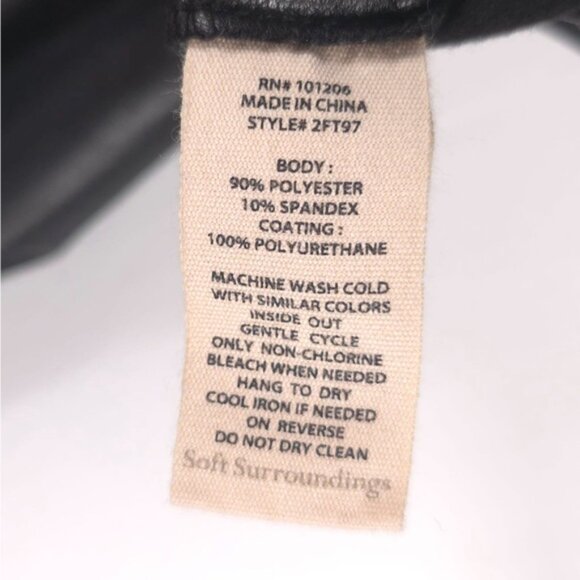 RN# 101206
MADE IN CHINA
STYLE# 2FT97
BODY :
90% POLYESTER
10% SPANDEX
COATING :
100% POLYURETHANE
MACHINE WASH COLD
WITH SIMILAR COLORS
INSIDE OUT
GENTLE CYCLE
ONLY NON-CHLORINE
BLEACH WHEN NEEDED
HANG TO DRY
COOL IRON IF NEEDED
ON REVERSE
DO NOT DRY CLEAN
Soft Surroundings